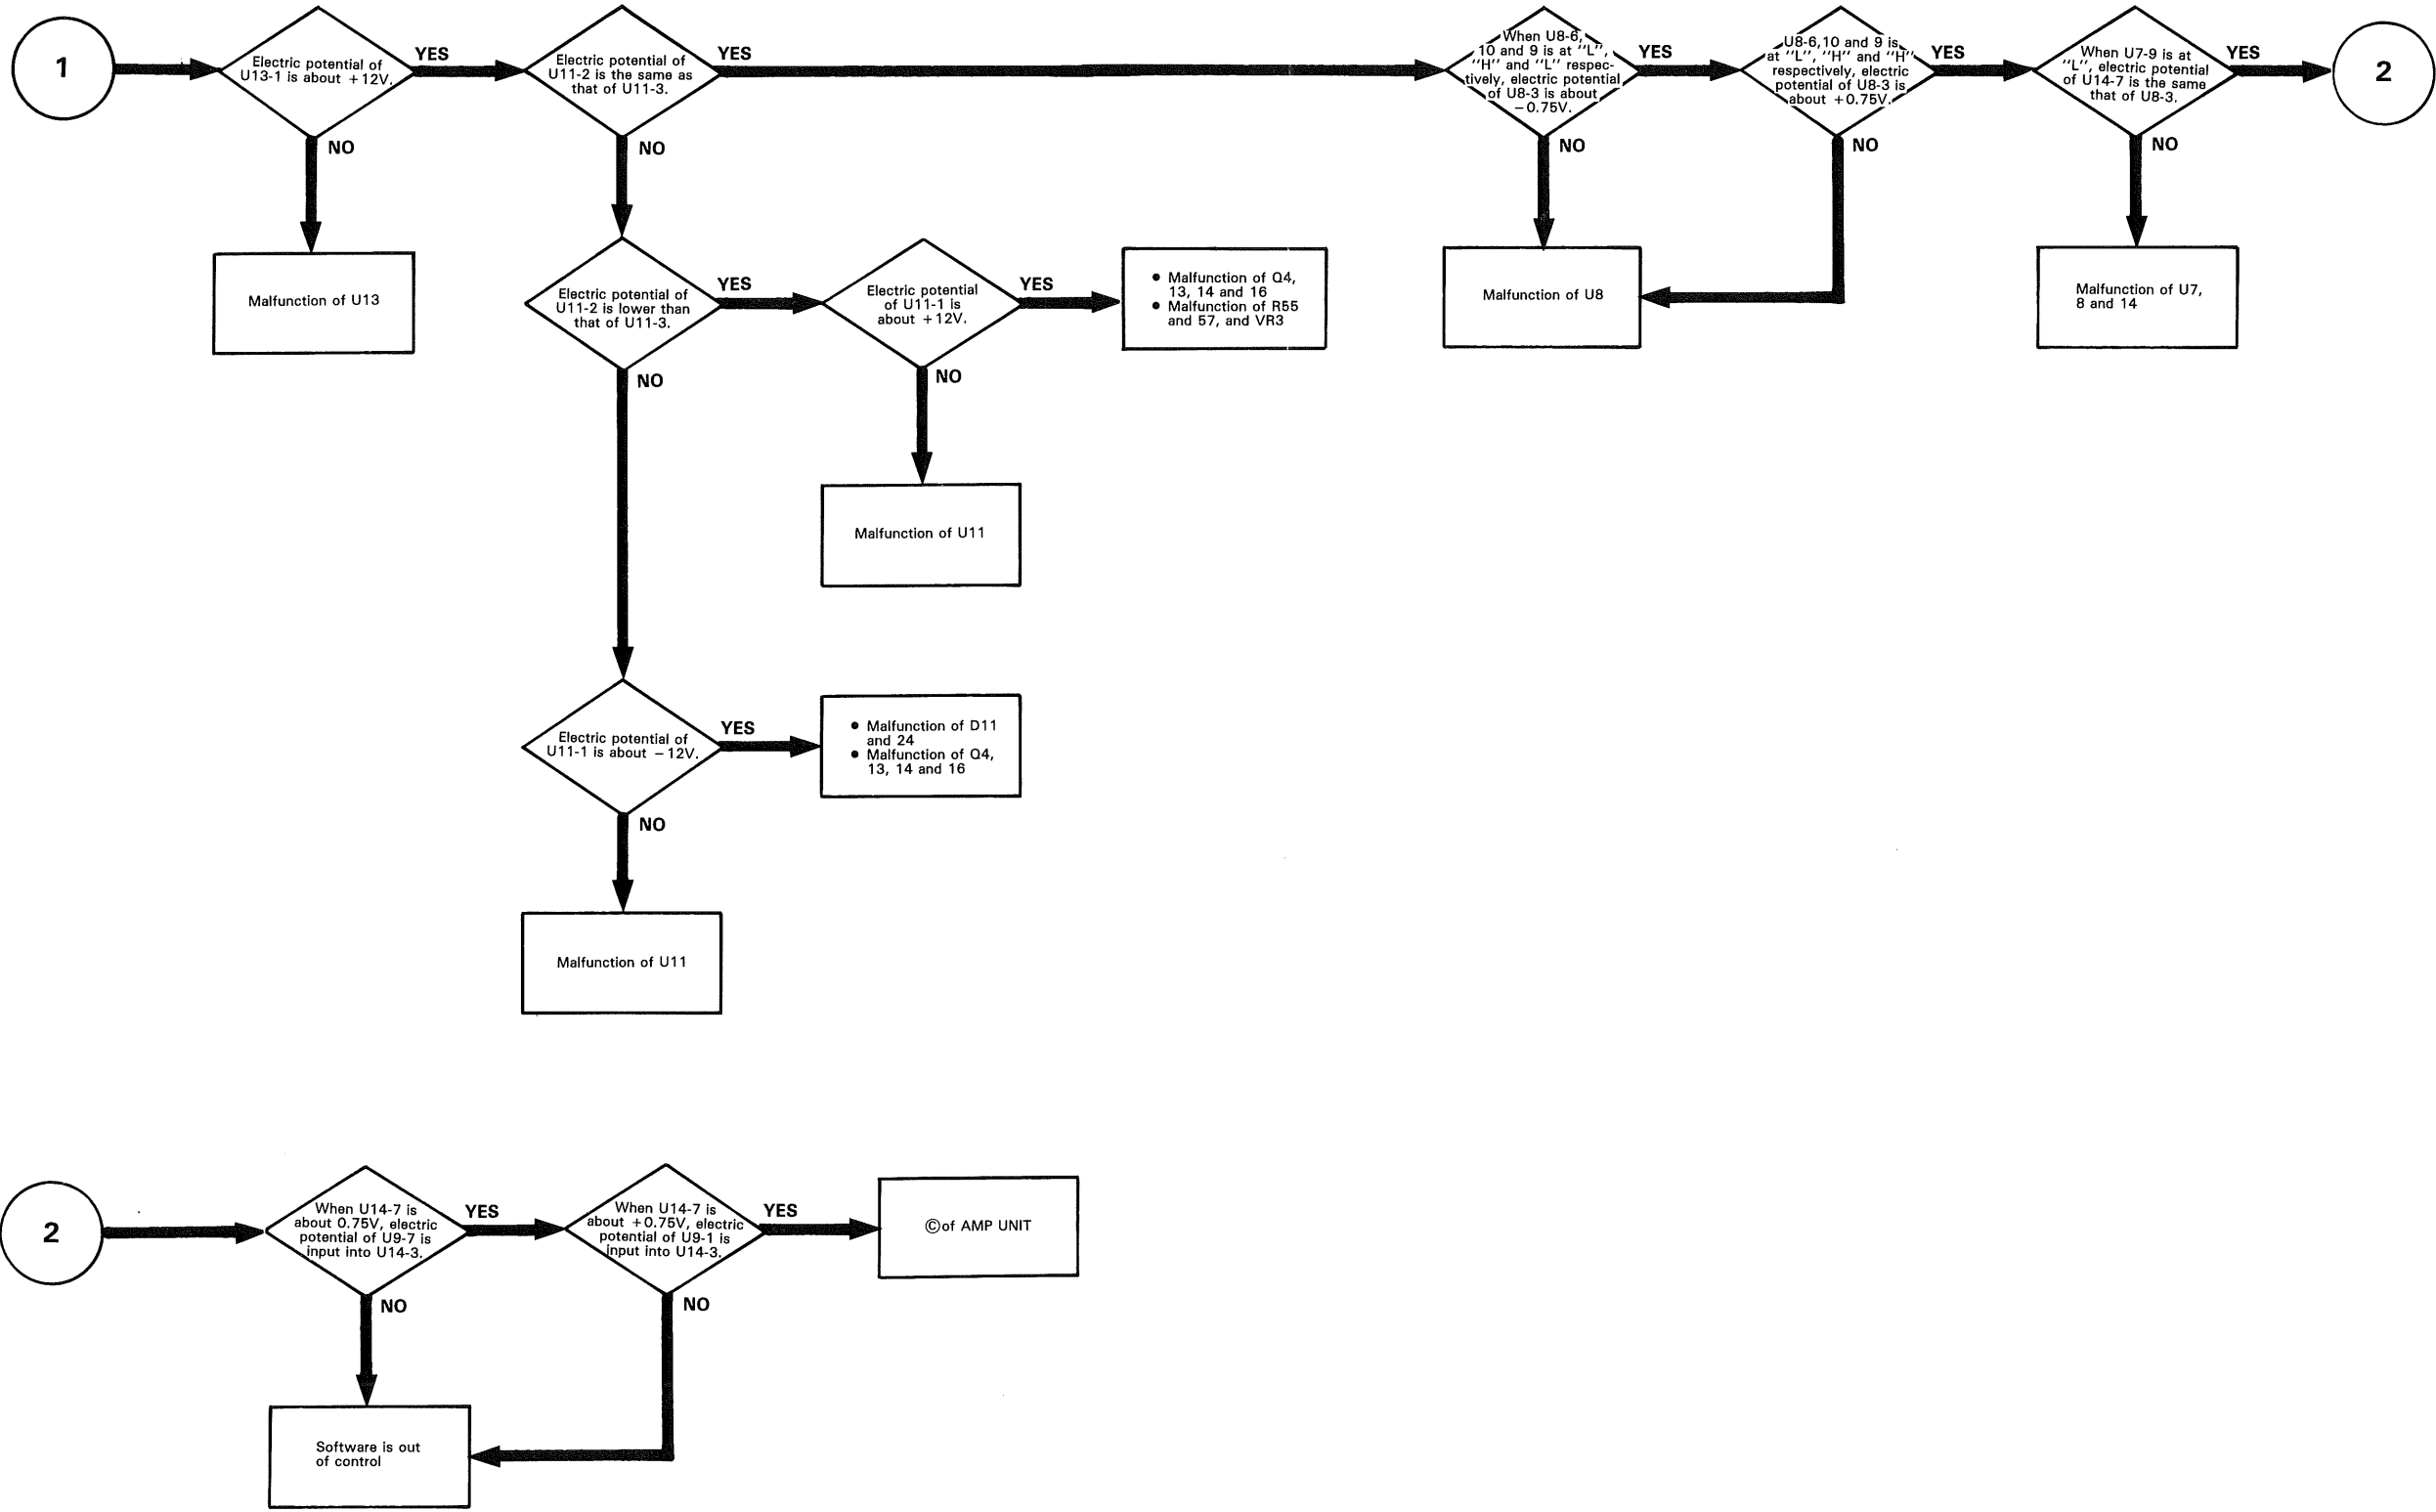 1
Electric potential of
U13-1 is about +12V.
YES
NO
Malfunction of U13
Electric potential of
U11-2 is the same as
that of U11-3.
YES
NO
Electric potential of
U11-2 is lower than
that of U11-3.
YES
NO
Electric potential
of U11-1 is
about +12V.
YES
NO
● Malfunction of Q4,
13, 14 and 16
● Malfunction of R55
and 57, and VR3
Malfunction of U11
Electric potential of
U11-1 is about −12V.
YES
NO
● Malfunction of D11
and 24
● Malfunction of Q4,
13, 14 and 16
Malfunction of U11
When U8-6,
10 and 9 is at "L",
"H" and "L" respec-
tively, electric potential
of U8-3 is about
−0.75V.
YES
NO
Malfunction of U8
U8-6,10 and 9 is
at "L", "H" and "H"
respectively, electric
potential of U8-3 is
about +0.75V.
YES
NO
When U7-9 is at
"L", electric potential
of U14-7 is the same
that of U8-3.
YES
NO
Malfunction of U7,
8 and 14
2
2
When U14-7 is
about 0.75V, electric
potential of U9-7 is
input into U14-3.
YES
NO
When U14-7 is
about +0.75V, electric
potential of U9-1 is
input into U14-3.
YES
NO
©of AMP UNIT
Software is out
of control